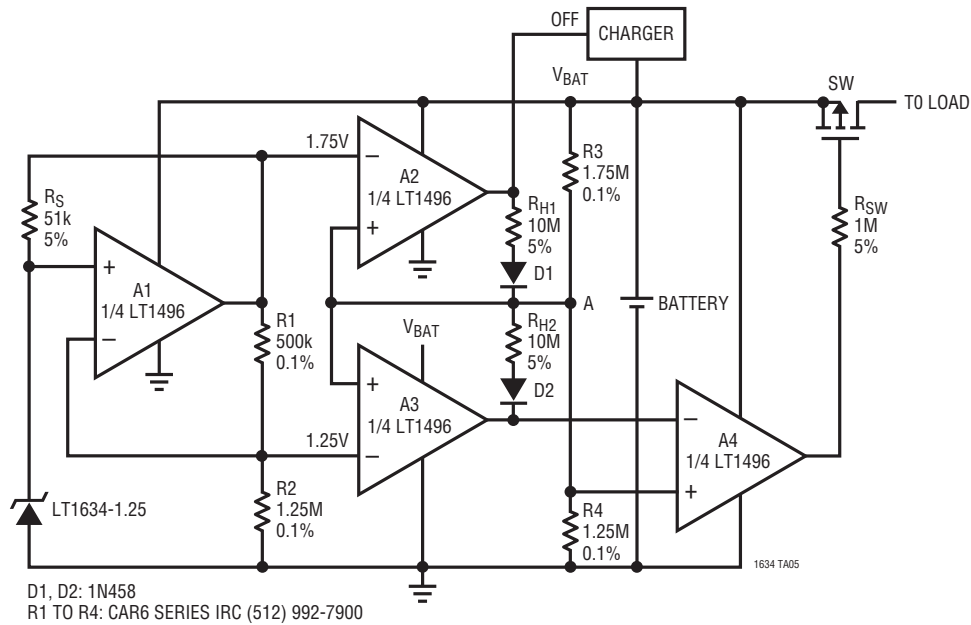 OFF
CHARGER
VBAT
SW
T0 LOAD
1.75V
−
A2
1/4 LT1496
+
R3
1.75M
0.1%
RS
51k
5%
RH1
10M
5%
D1
RSW
1M
5%
+
A1
1/4 LT1496
−
A
BATTERY
R1
500k
0.1%
VBAT
RH2
10M
5%
D2
+
A3
1/4 LT1496
−
1.25V
−
A4
1/4 LT1496
+
LT1634-1.25
R2
1.25M
0.1%
R4
1.25M
0.1%
1634 TA05
D1, D2: 1N458
R1 TO R4: CAR6 SERIES IRC (512) 992-7900